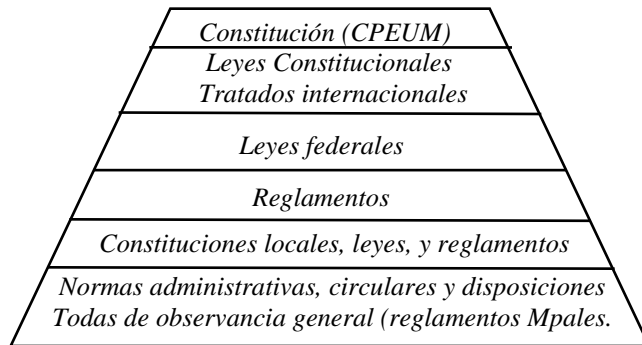 Constitución (CPEUM)
Leyes Constitucionales
Tratados internacionales
Leyes federales
Reglamentos
Constituciones locales, leyes, y reglamentos
Normas administrativas, circulares y disposiciones
Todas de observancia general (reglamentos Mpales.